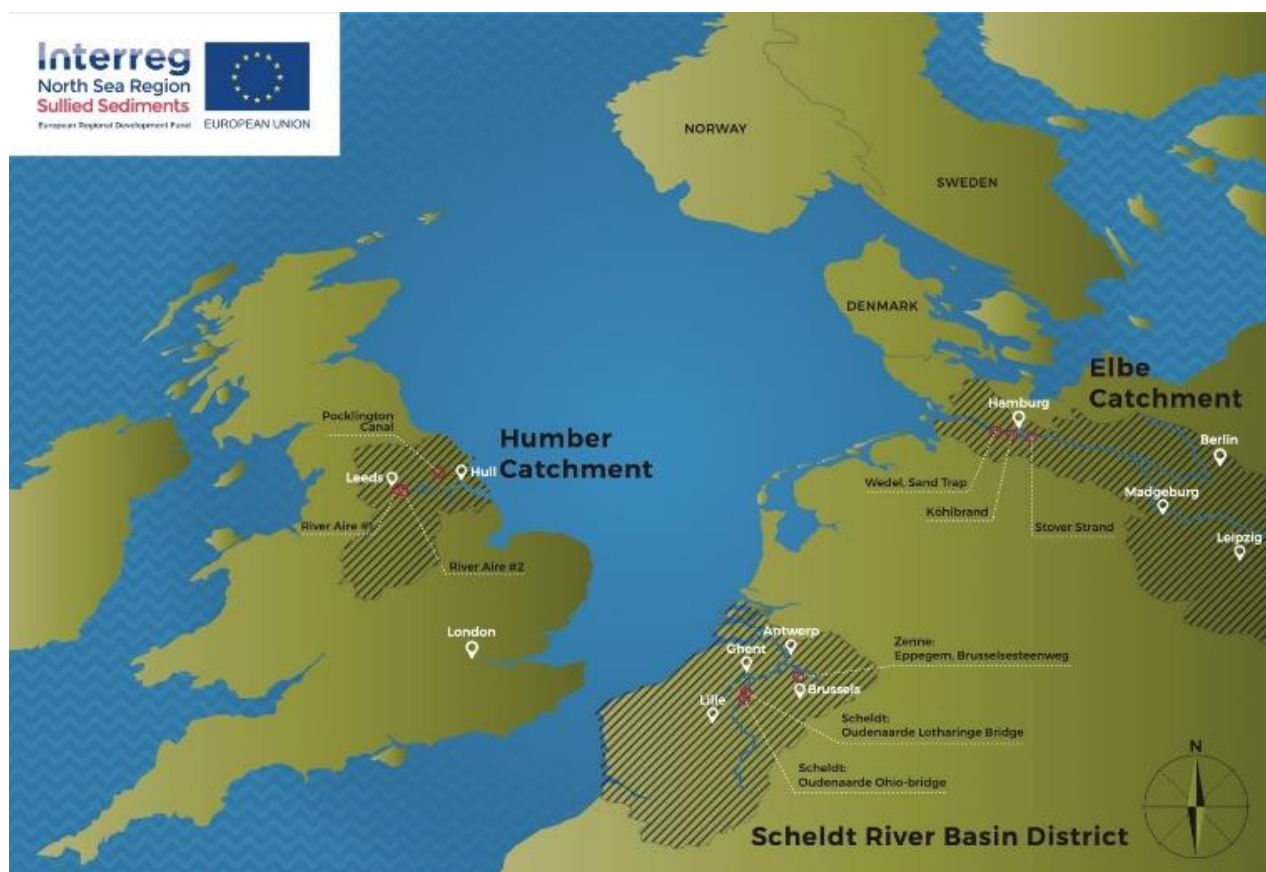 Interreg
North Sea Region
Sullied Sediments
European Regional Development Fund
EUROPEAN UNION
NORWAY
SWEDEN
DENMARK
Elbe
Catchment
Hamburg
Berlin
Wedel, Sand Trap
Madgeburg
Köhlbrand
Stover Strand
Leipzig
Pocklington
Canal
Humber
Catchment
Leeds
Hull
River Aire #1
River Aire #2
London
Antwerp
Ghent
Zenne:
Eppegem, Brusselsesteenweg
Brussels
Lille
Scheldt:
Oudenaarde Lotharinge Bridge
Scheldt:
Oudenaarde Ohio-bridge
N
Scheldt River Basin District